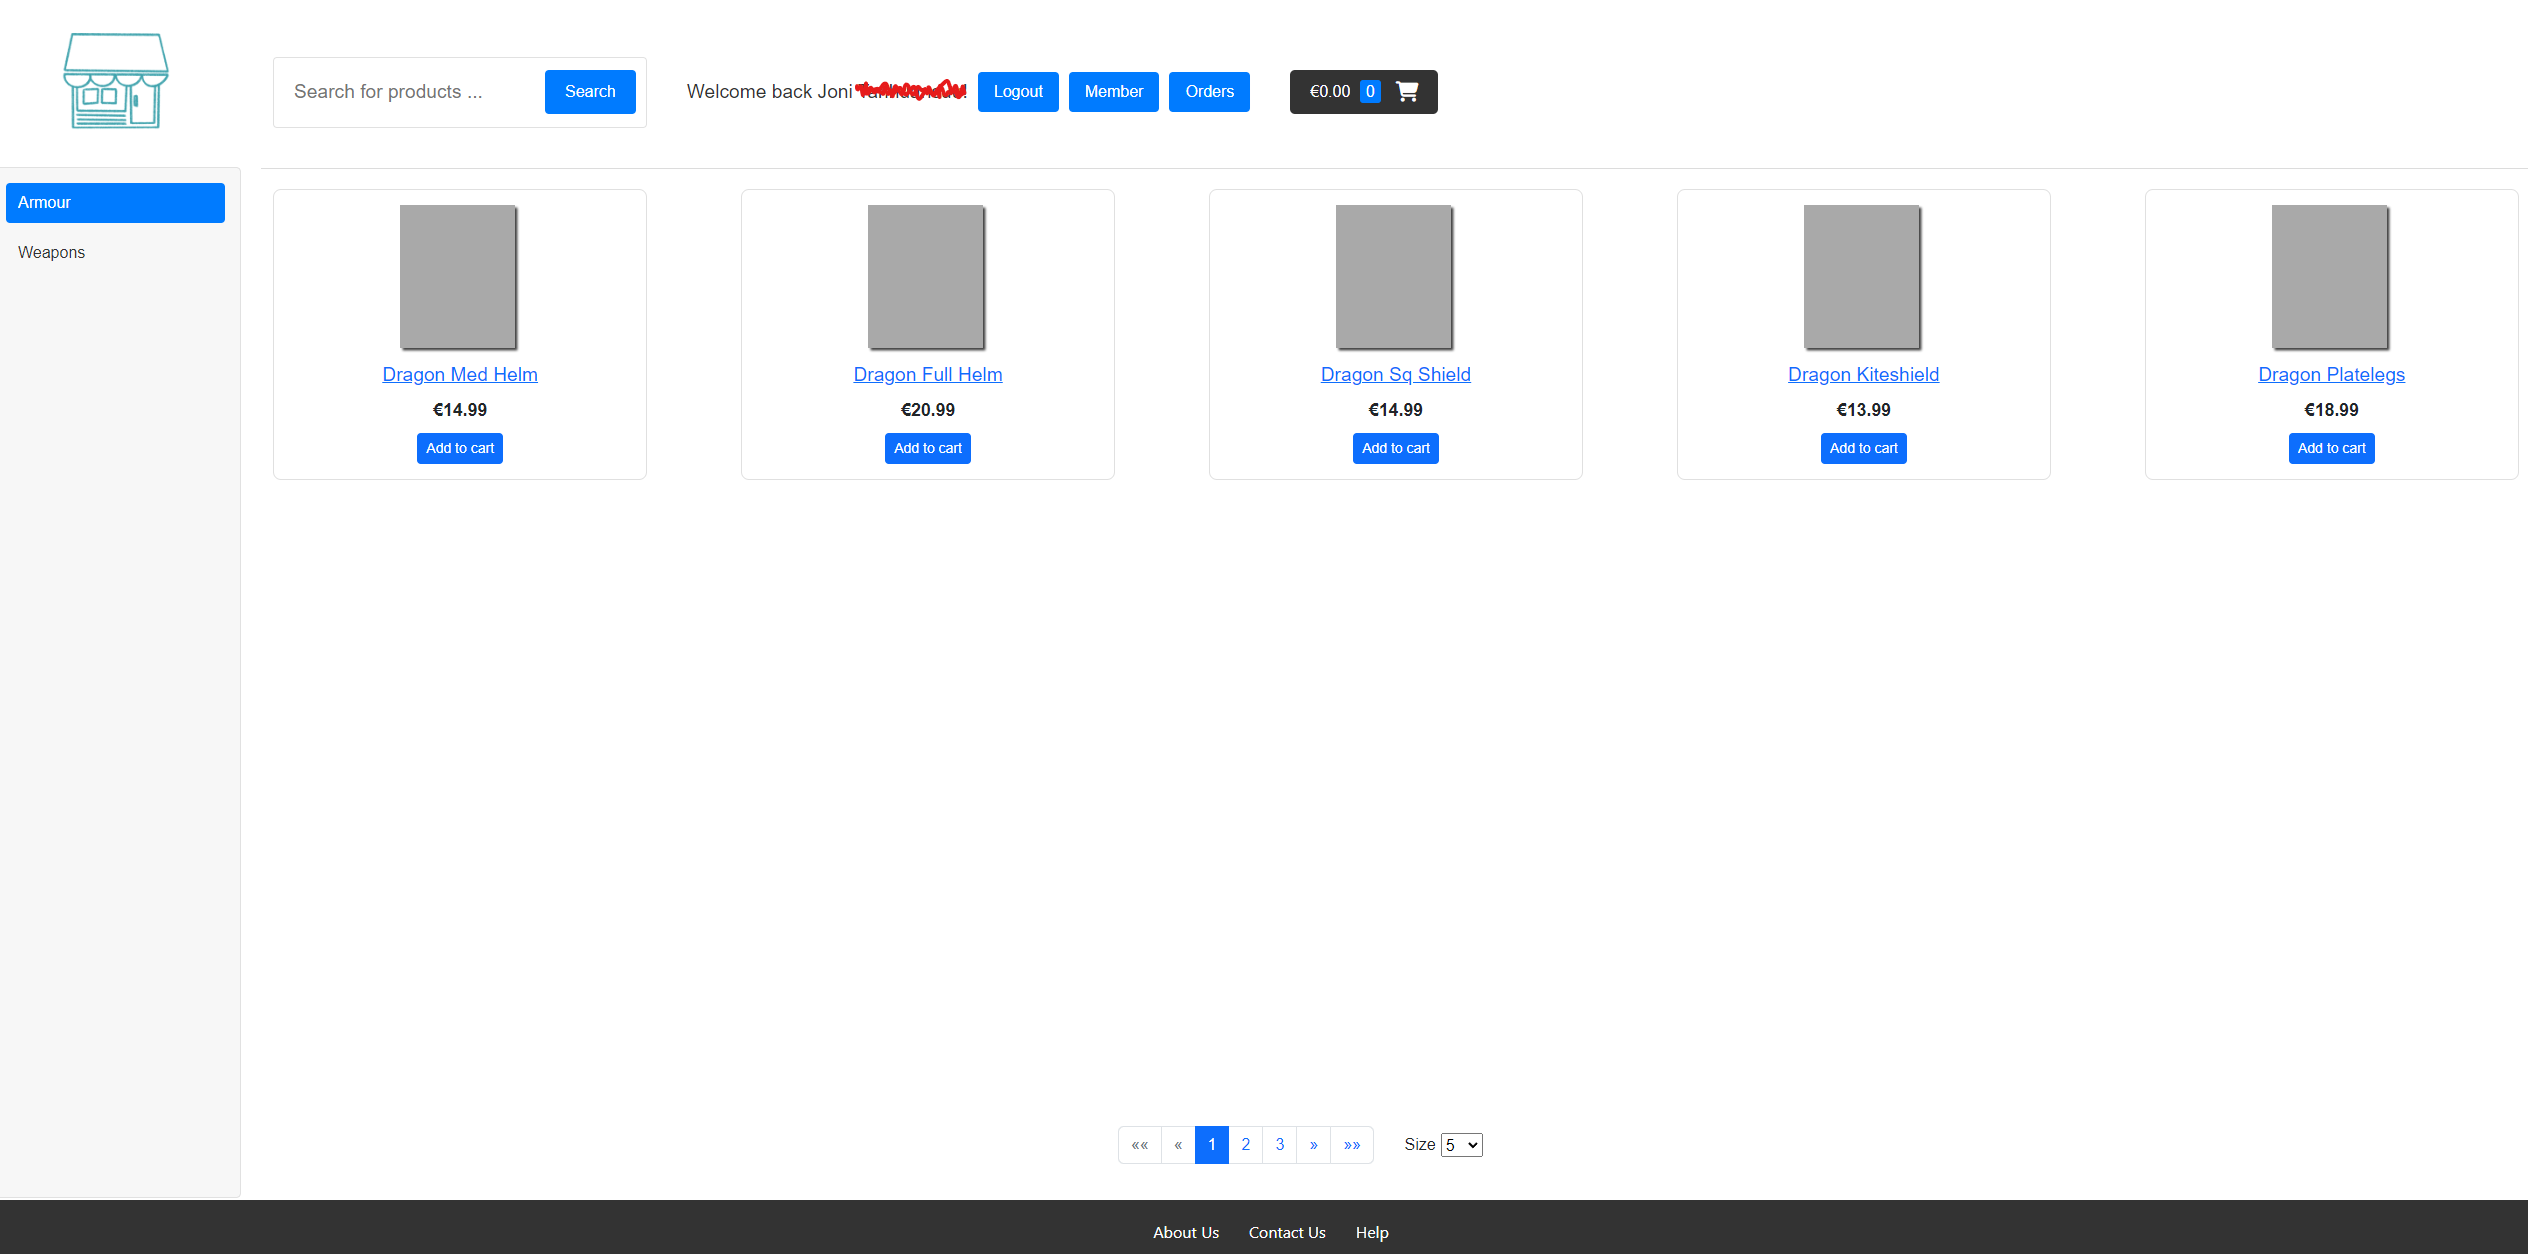 Search for products ...
Search
Welcome back Joni !
Logout
Member
Orders
€0.00 0
Armour
Weapons
Dragon Med Helm
€14.99
Add to cart
Dragon Full Helm
€20.99
Add to cart
Dragon Sq Shield
€14.99
Add to cart
Dragon Kiteshield
€13.99
Add to cart
Dragon Platelegs
€18.99
Add to cart
«« « 1 2 3 » »» Size 5
About Us Contact Us Help